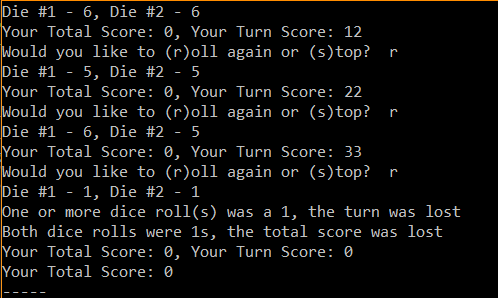 Die #1 - 6, Die #2 - 6
Your Total Score: 0, Your Turn Score: 12
Would you like to (r)oll again or (s)top?  r
Die #1 - 5, Die #2 - 5
Your Total Score: 0, Your Turn Score: 22
Would you like to (r)oll again or (s)top?  r
Die #1 - 6, Die #2 - 5
Your Total Score: 0, Your Turn Score: 33
Would you like to (r)oll again or (s)top?  r
Die #1 - 1, Die #2 - 1
One or more dice roll(s) was a 1, the turn was lost
Both dice rolls were 1s, the total score was lost
Your Total Score: 0, Your Turn Score: 0
Your Total Score: 0
-----